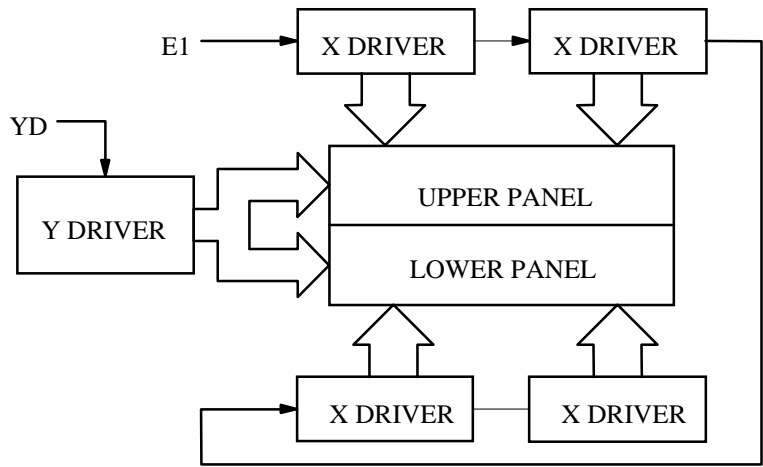 E1
X DRIVER
X DRIVER
YD
Y DRIVER
UPPER PANEL
LOWER PANEL
X DRIVER
X DRIVER